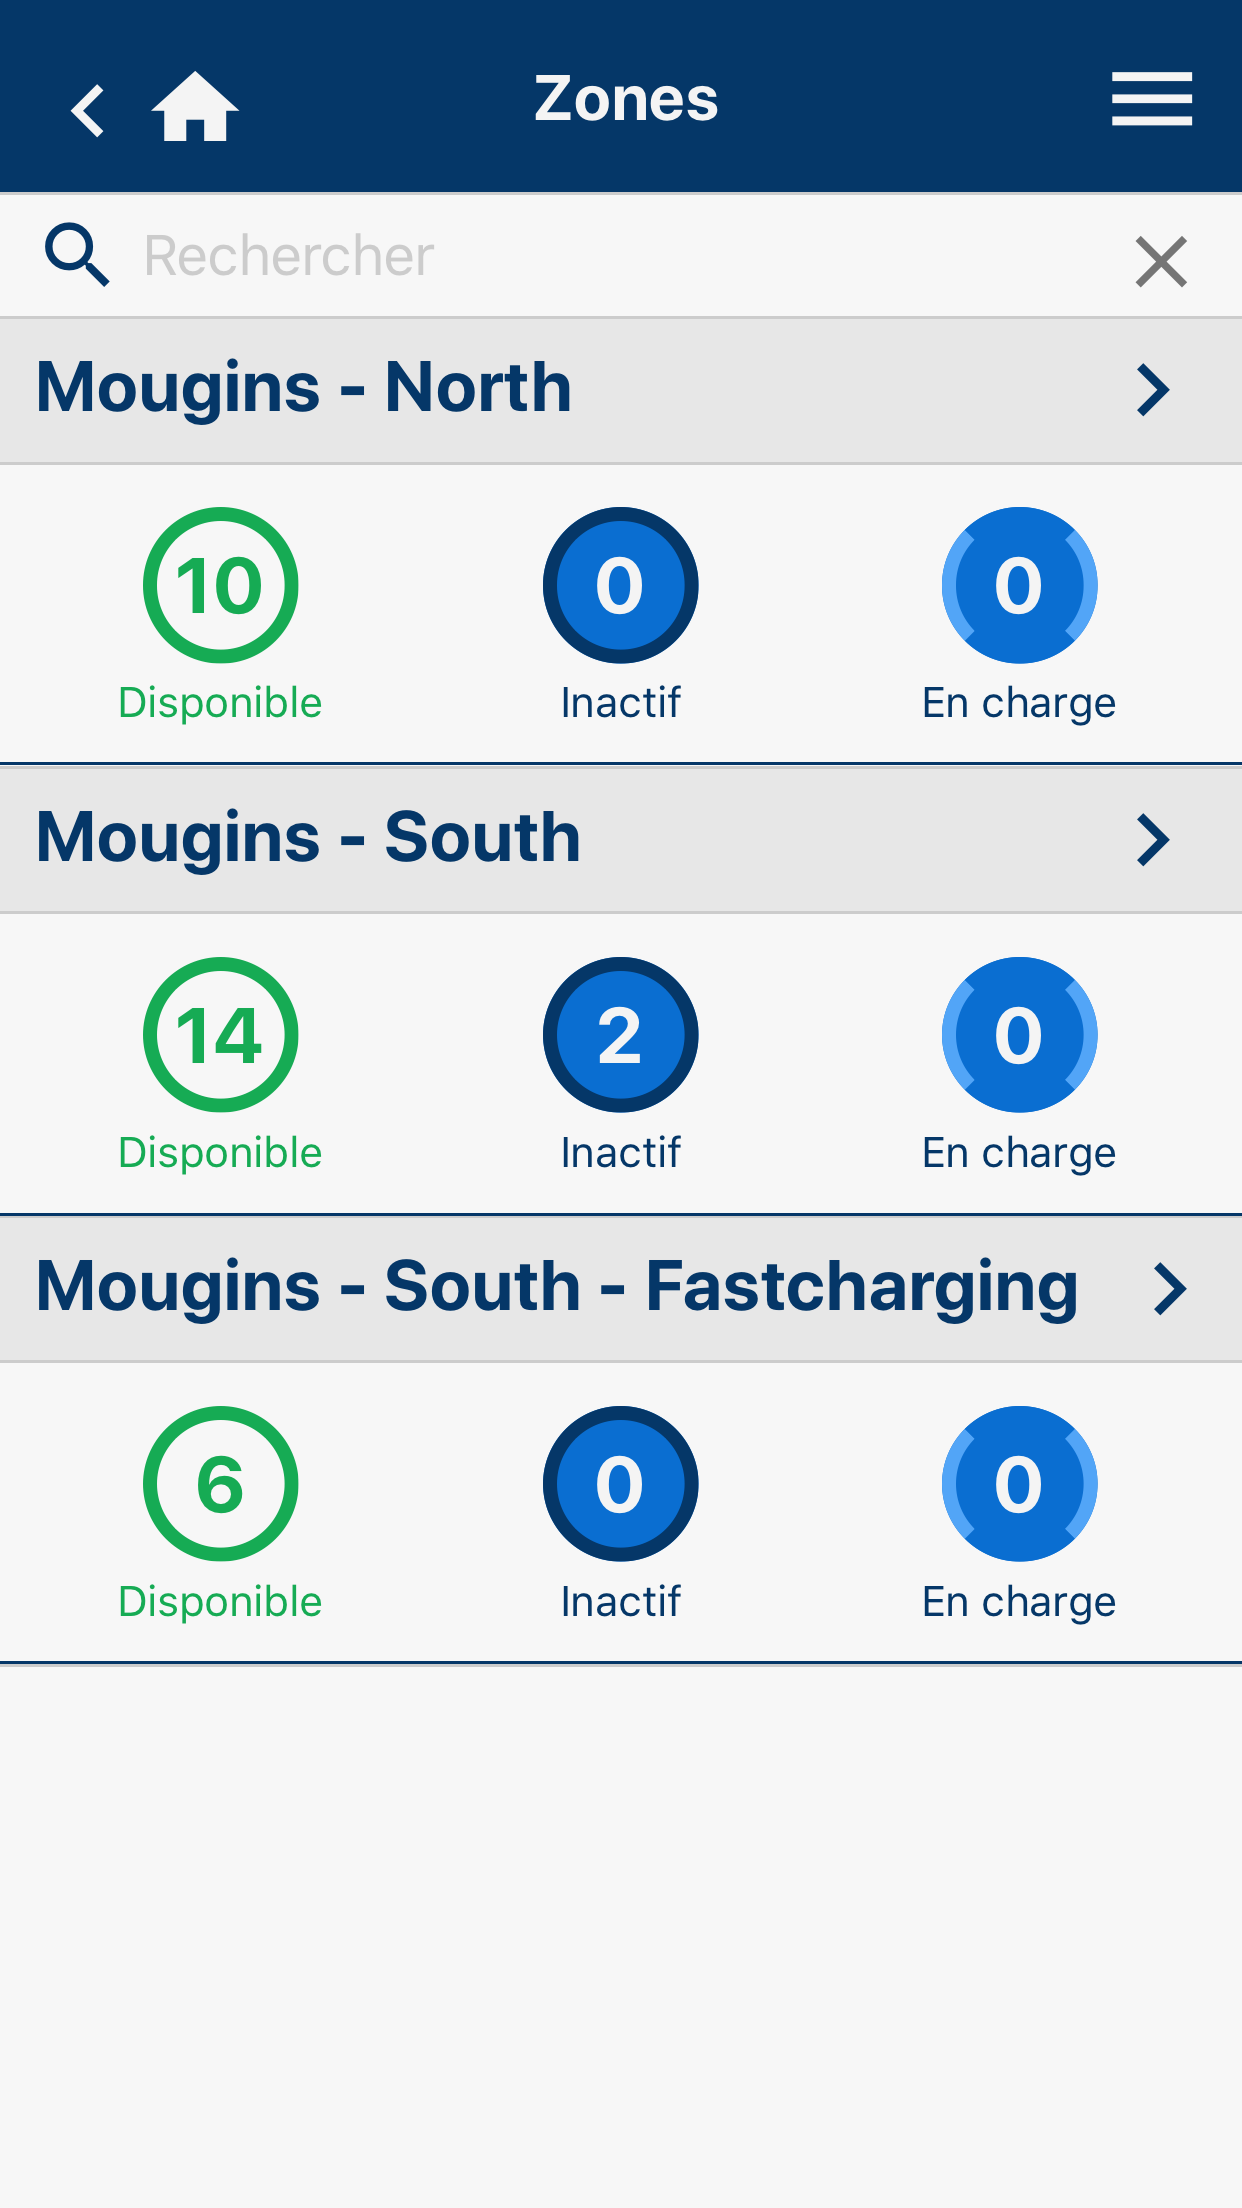 Zones
Rechercher
Mougins - North
10 0 0
Disponible Inactif En charge
Mougins - South
14 2 0
Disponible Inactif En charge
Mougins - South - Fastcharging
6 0 0
Disponible Inactif En charge